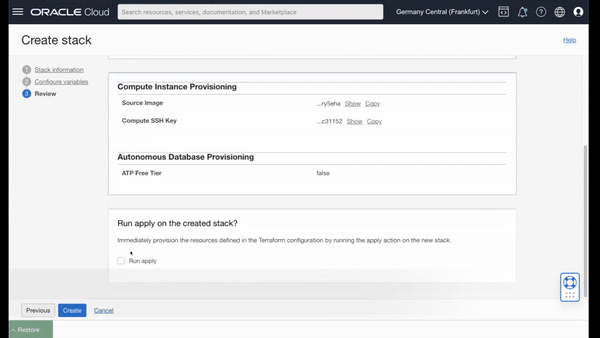 ORACLE Cloud
Search resources, services, documentation, and Marketplace
Germany Central (Frankfurt)
Create stack
Help
1 Stack information
2 Configure variables
3 Review
Compute Instance Provisioning
Source Image ...ry5eha Show Copy
Compute SSH Key ...c31152 Show Copy
Autonomous Database Provisioning
ATP Free Tier false
Run apply on the created stack?
Immediately provision the resources defined in the Terraform configuration by running the apply action on the new stack.
Run apply
Previous Create Cancel
Restore